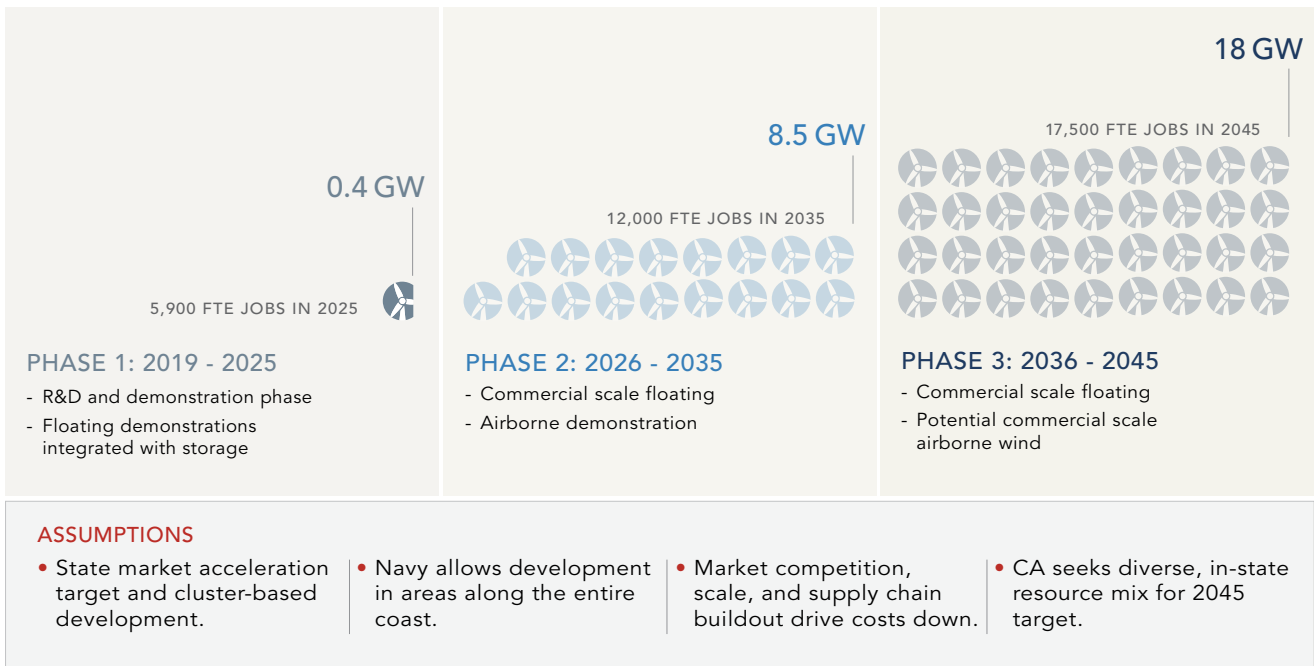 0.4 GW
5,900 FTE JOBS IN 2025
PHASE 1: 2019 - 2025
- R&D and demonstration phase
- Floating demonstrations
integrated with storage
8.5 GW
12,000 FTE JOBS IN 2035
PHASE 2: 2026 - 2035
- Commercial scale floating
- Airborne demonstration
18 GW
17,500 FTE JOBS IN 2045
PHASE 3: 2036 - 2045
- Commercial scale floating
- Potential commercial scale
airborne wind
ASSUMPTIONS
• State market acceleration
target and cluster-based
development.
• Navy allows development
in areas along the entire
coast.
• Market competition,
scale, and supply chain
buildout drive costs down.
• CA seeks diverse, in-state
resource mix for 2045
target.